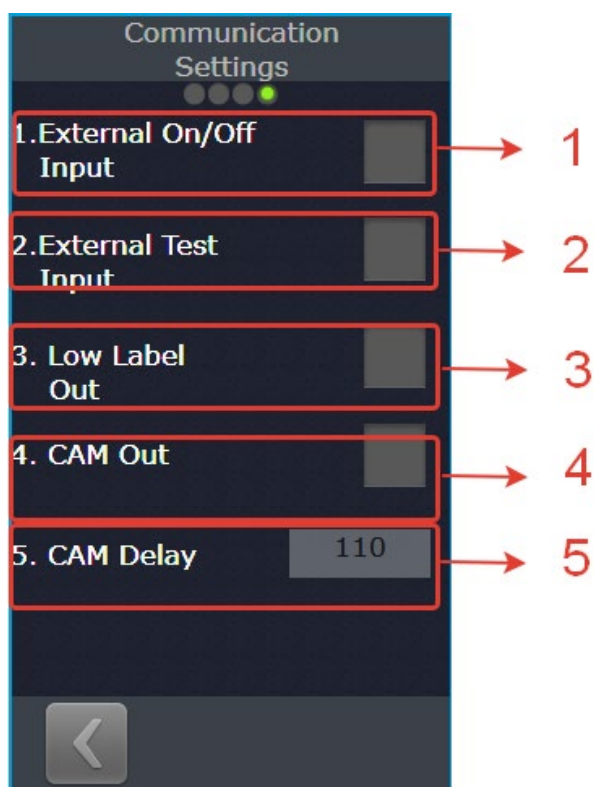 Communication
Settings
1.External On/Off
Input
1
2.External Test
Input
2
3. Low Label
Out
3
4. CAM Out
4
5. CAM Delay
110
5